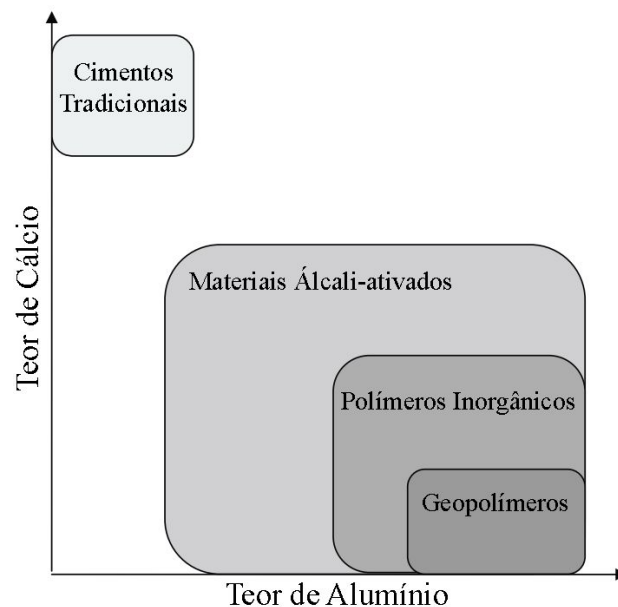 Cimentos
Tradicionais
Teor de Cálcio
Materiais Álcali-ativados
Polímeros Inorgânicos
Geopolímeros
Teor de Alumínio